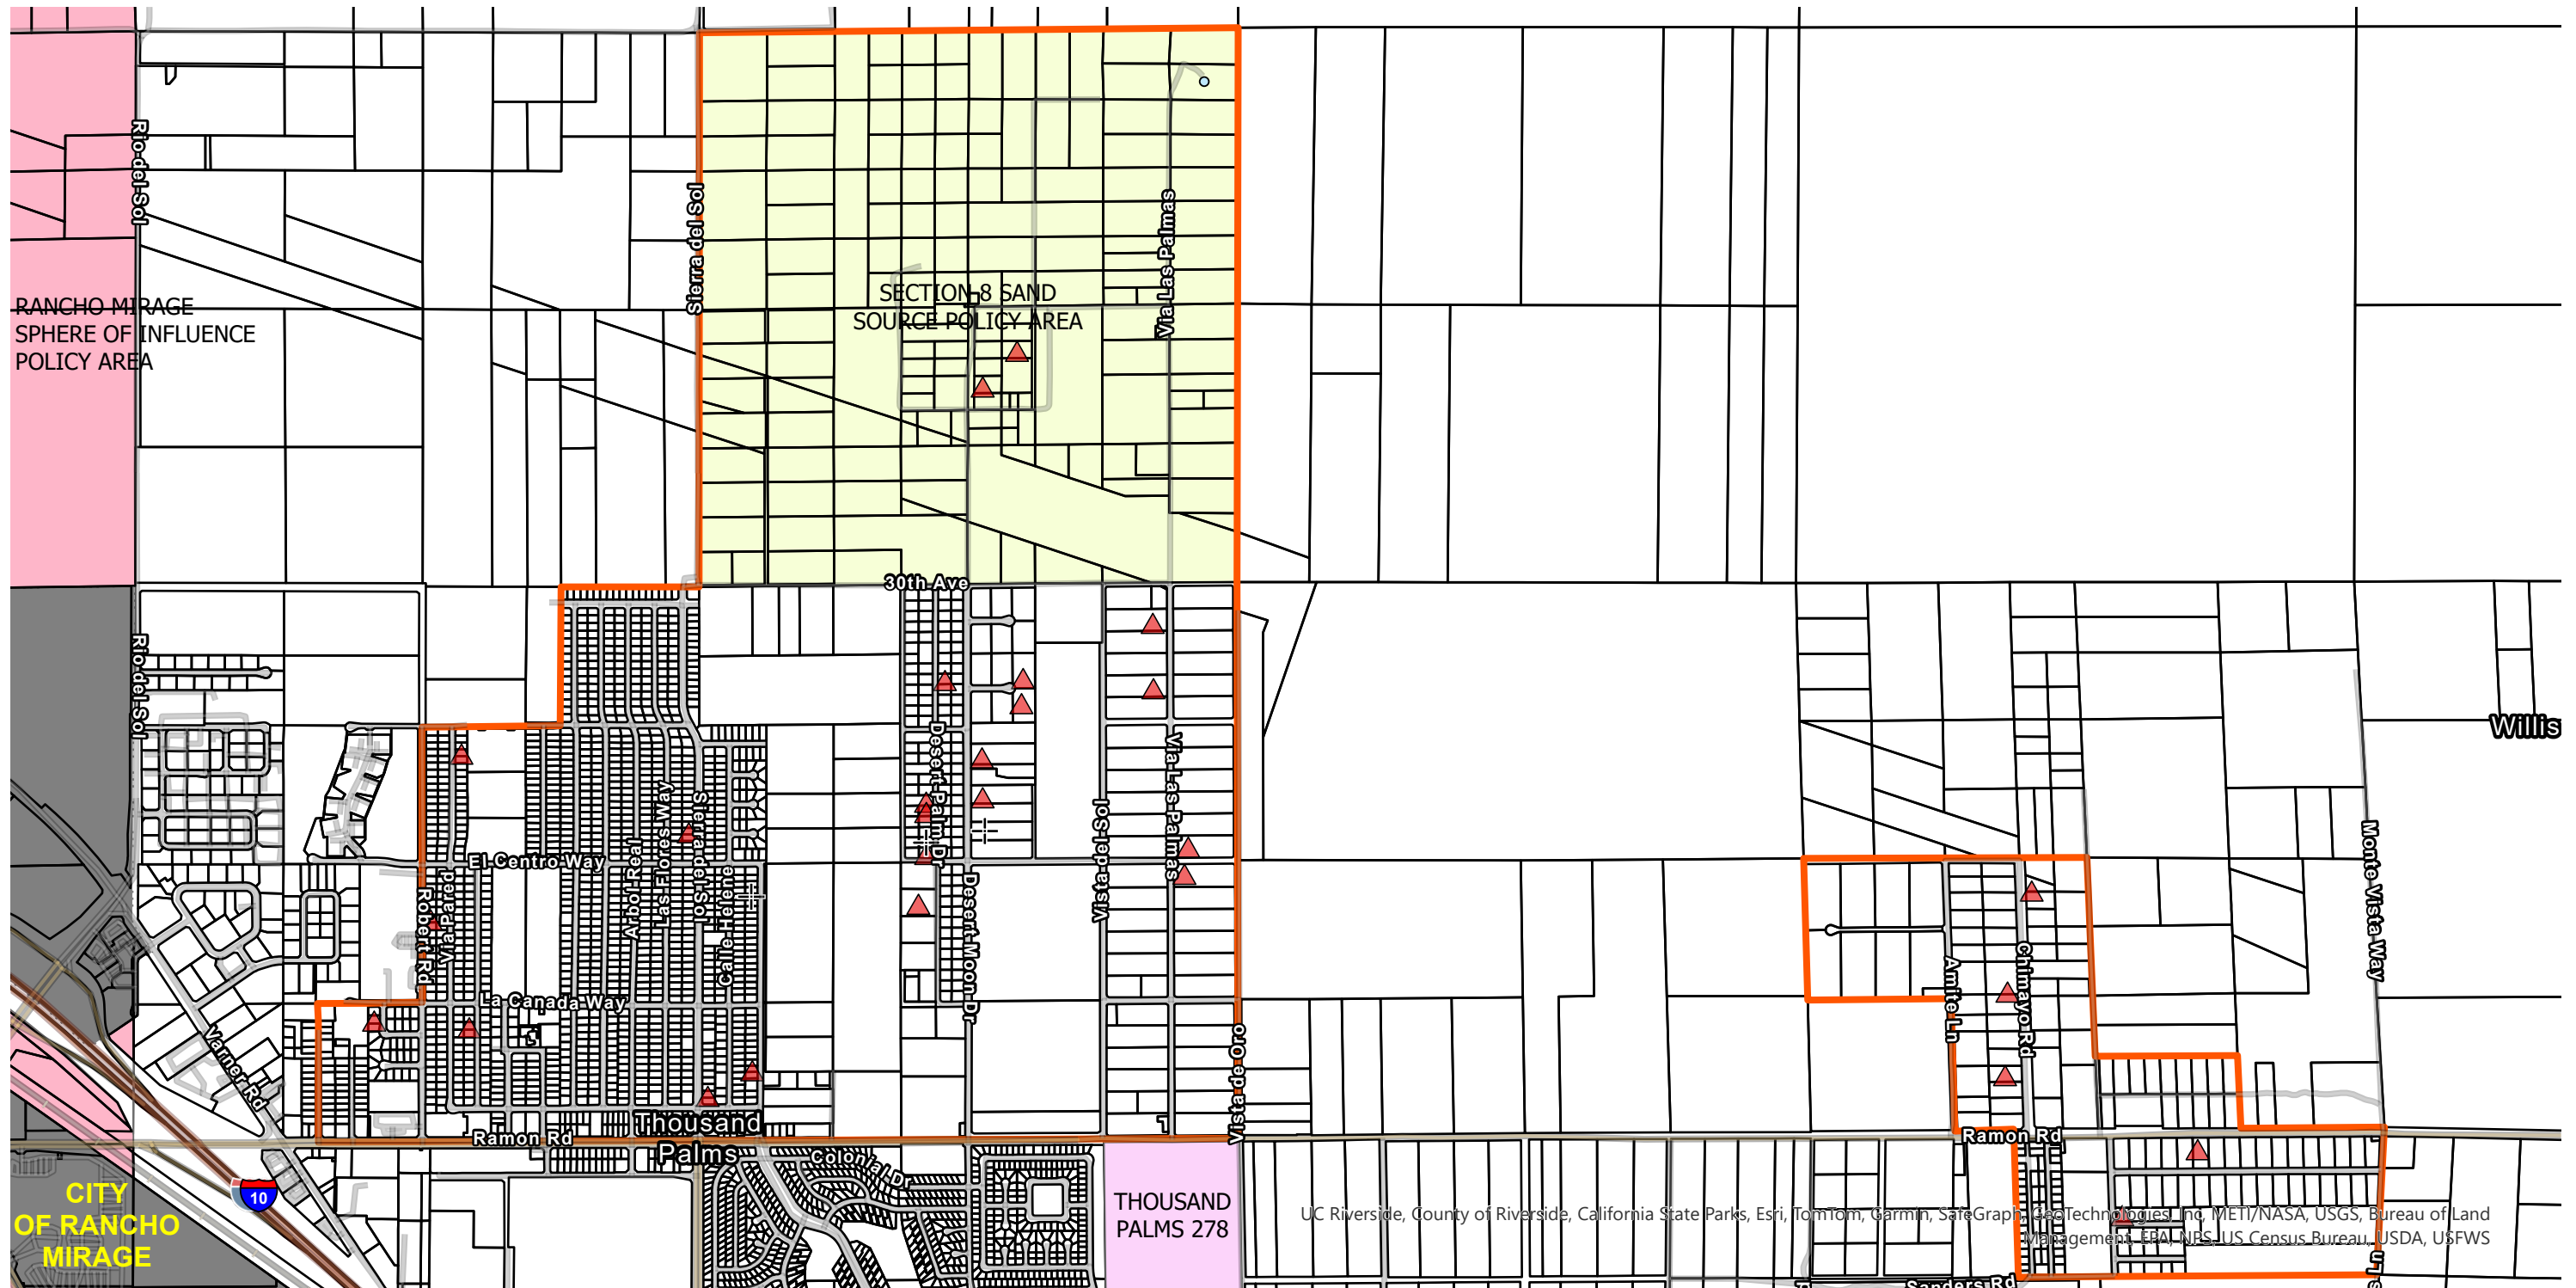 Rio del Sol
Sierra del Sol
Via Las Palmas
SECTION 8 SAND
SOURCE POLICY AREA
RANCHO MIRAGE
SPHERE OF INFLUENCE
POLICY AREA
30th Ave
Rio del Sol
Willis
Desert Palm Dr
Via Las Palmas
Vista del Sol
Las Flores Way
Sierra del Sol
Arbol Real
El Centro Way
Calle Helene
Robert Rd
Via Pared
Desert Moon Dr
Monte Vista Way
Chimayo Rd
Amite Ln
La Canada Way
Vista de Oro
Varner Rd
Thousand
Palms
Ramon Rd
Ramon Rd
Colonial Dr
10
CITY
OF RANCHO
MIRAGE
THOUSAND
PALMS 278
UC Riverside, County of Riverside, California State Parks, Esri, TomTom, Garmin, SafeGraph, GeoTechnologies, Inc, METI/NASA, USGS, Bureau of Land
Management, EPA, NPS, US Census Bureau, USDA, USFWS
Sanders Rd